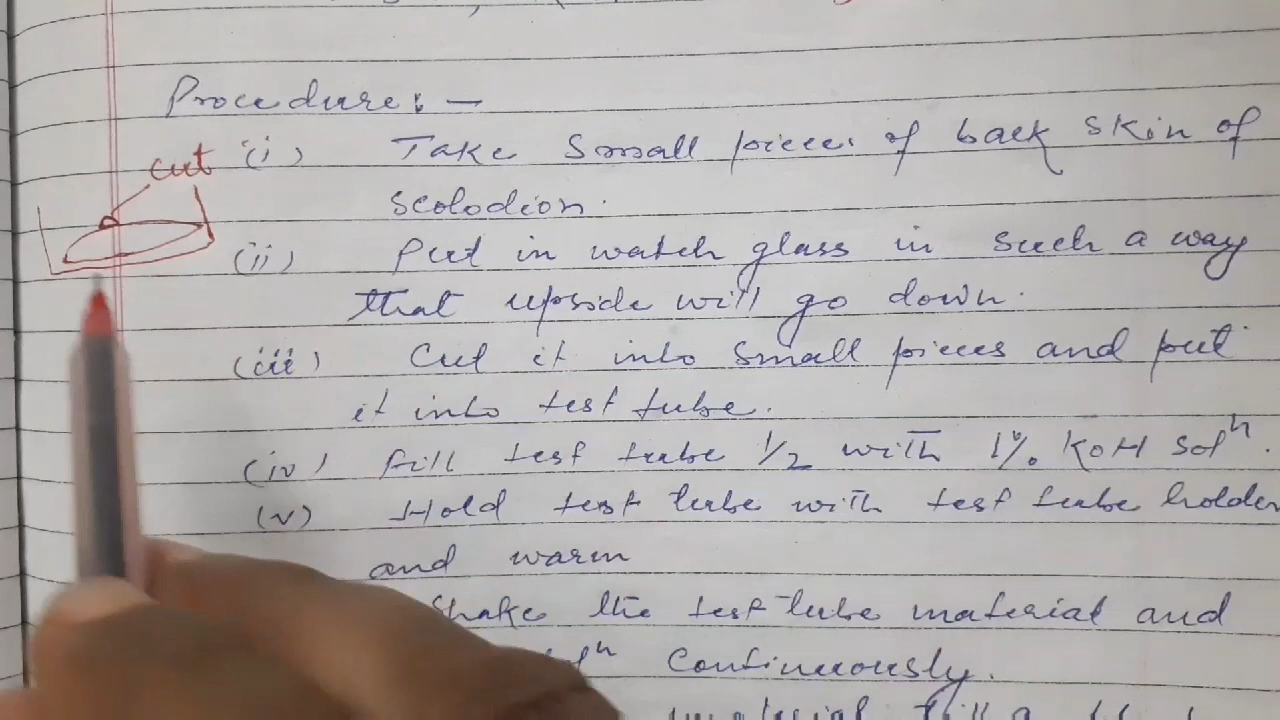 Procedure: —
cut (i) Take small pieces of back skin of
scolodion.
(ii) Put in watch glass in such a way
that upside will go down.
(iii) Cut it into small pieces and put
it into test tube.
(iv) fill test tube 1/2 with 1% KOH solⁿ.
(v) Hold test tube with test tube holder
and warm
Shake the test tube material and
continuously.
material till a